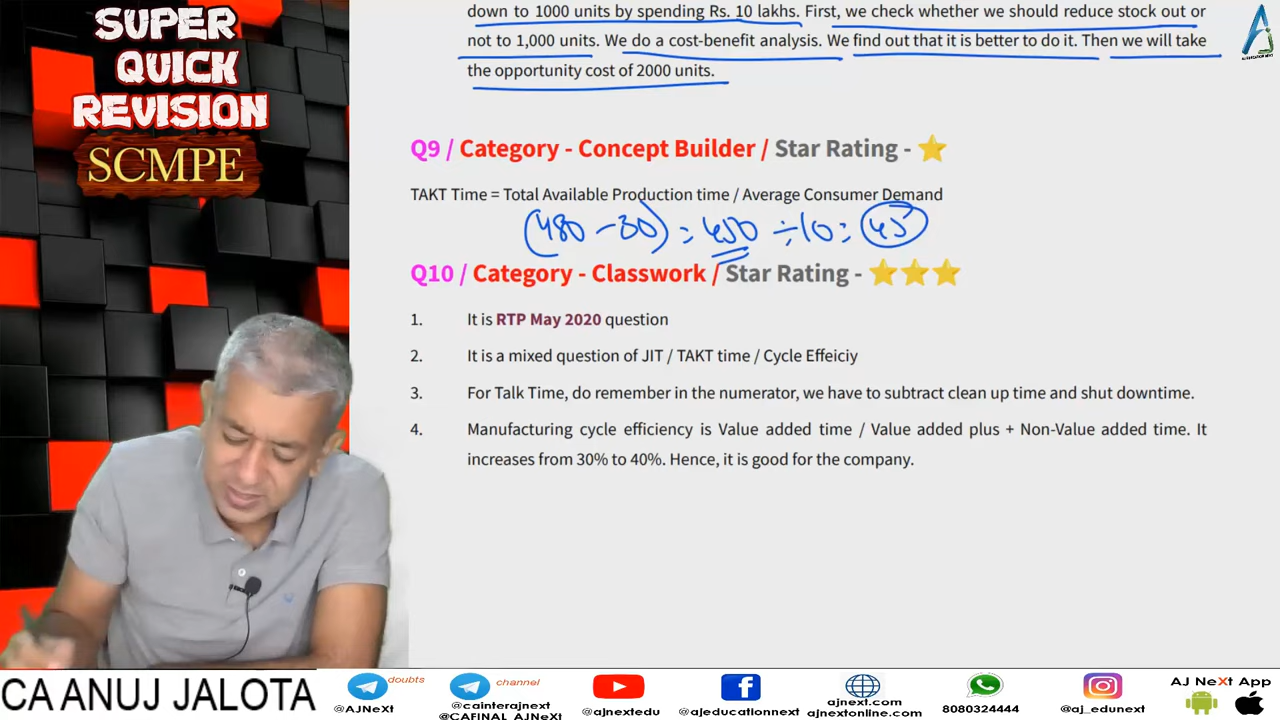 SUPER
QUICK
REVISION
SCMPE
down to 1000 units by spending Rs. 10 lakhs. First, we check whether we should reduce stock out or
not to 1,000 units. We do a cost-benefit analysis. We find out that it is better to do it. Then we will take
the opportunity cost of 2000 units.
Q9 / Category - Concept Builder / Star Rating - ⭐
TAKT Time = Total Available Production time / Average Consumer Demand
(480 - 30) = 450 ÷ 10 = 45
Q10 / Category - Classwork / Star Rating - ⭐⭐⭐
1. It is RTP May 2020 question
2. It is a mixed question of JIT / TAKT time / Cycle Effeiciy
3. For Talk Time, do remember in the numerator, we have to subtract clean up time and shut downtime.
4. Manufacturing cycle efficiency is Value added time / Value added plus + Non-Value added time. It
increases from 30% to 40%. Hence, it is good for the company.
CA ANUJ JALOTA
doubts
@AJNeXt
channel
@cainterajnext
@CAFINAL_AJNeXt
@ajnextedu
@ajeducationnext
ajnext.com
ajnextonline.com
8080324444
@aj_edunext
AJ NeXt App